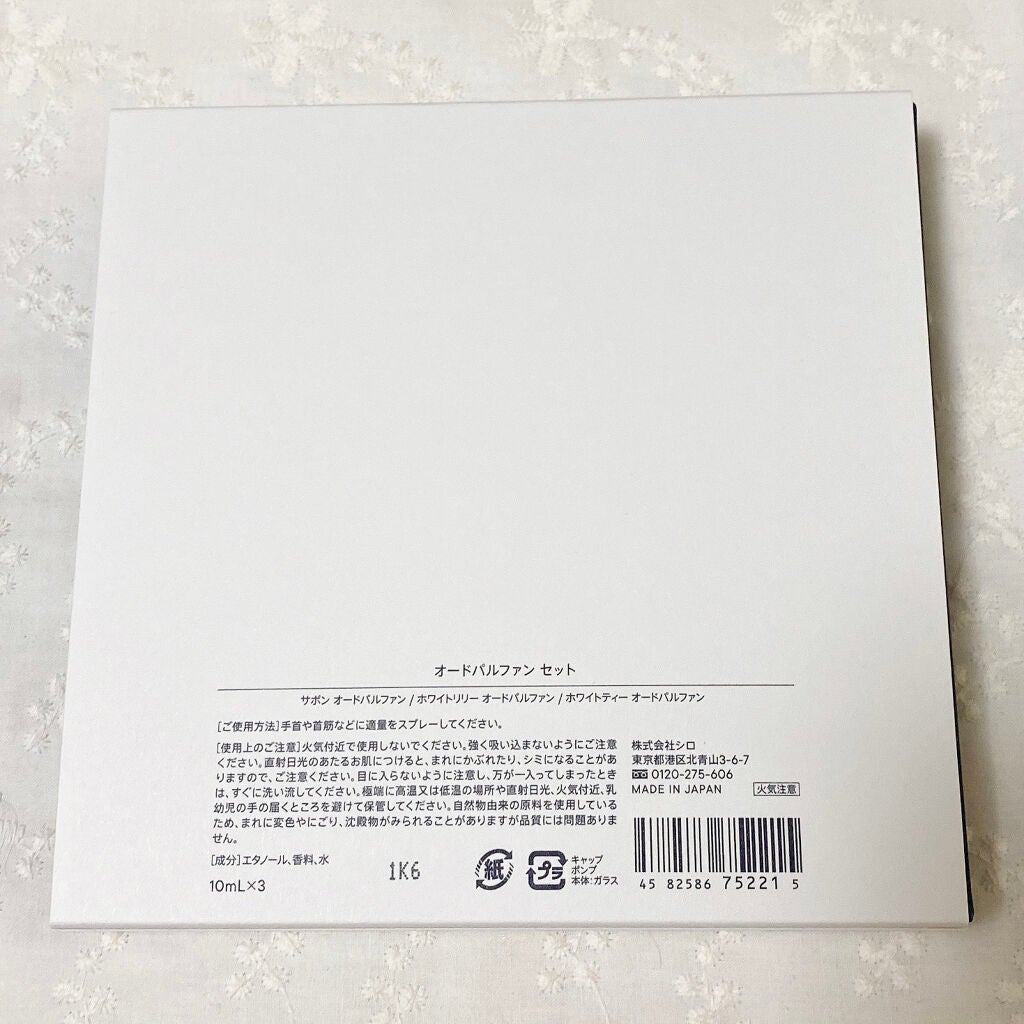 オードパルファン セット
サボン オードパルファン / ホワイトリリー オードパルファン / ホワイトティー オードパルファン
[ご使用方法]手首や首筋などに適量をスプレーしてください。
[使用上のご注意]火気付近で使用しないでください。強く吸い込まないようにご注意
ください。直射日光のあたるお肌につけると、まれにかぶれたり、シミになることがあ
りますので、ご注意ください。目に入らないように注意し、万が一入ってしまったとき
は、すぐに洗い流してください。極端に高温又は低温の場所や直射日光、火気付近、乳
幼児の手の届くところを避けて保管してください。自然物由来の原料を使用している
ため、まれに変色やにごり、沈殿物がみられることがありますが品質には問題ありま
せん。
[成分]エタノール、香料、水
10mL×3
1K6
紙
プラ
キャップ
ポンプ
本体:ガラス
株式会社シロ
東京都港区北青山3-6-7
0120-275-606
MADE IN JAPAN
火気注意
4 582586 752215